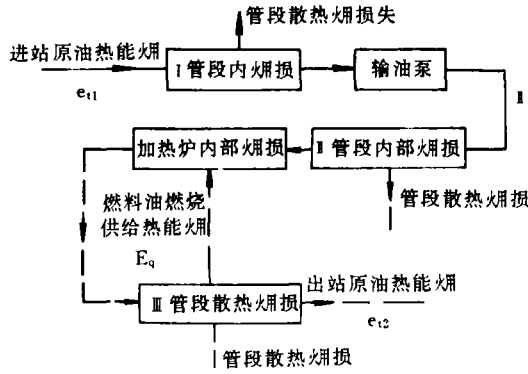 管段散热㶲损失
进站原油热能㶲
e_{t1}
Ⅰ管段内㶲损
输油泵
Ⅱ
加热炉内部㶲损
Ⅱ管段内部㶲损
管段散热㶲损
燃料油燃烧
供给热能㶲
E_q
Ⅲ管段散热㶲损
出站原油热能㶲
e_{t2}
管段散热㶲损